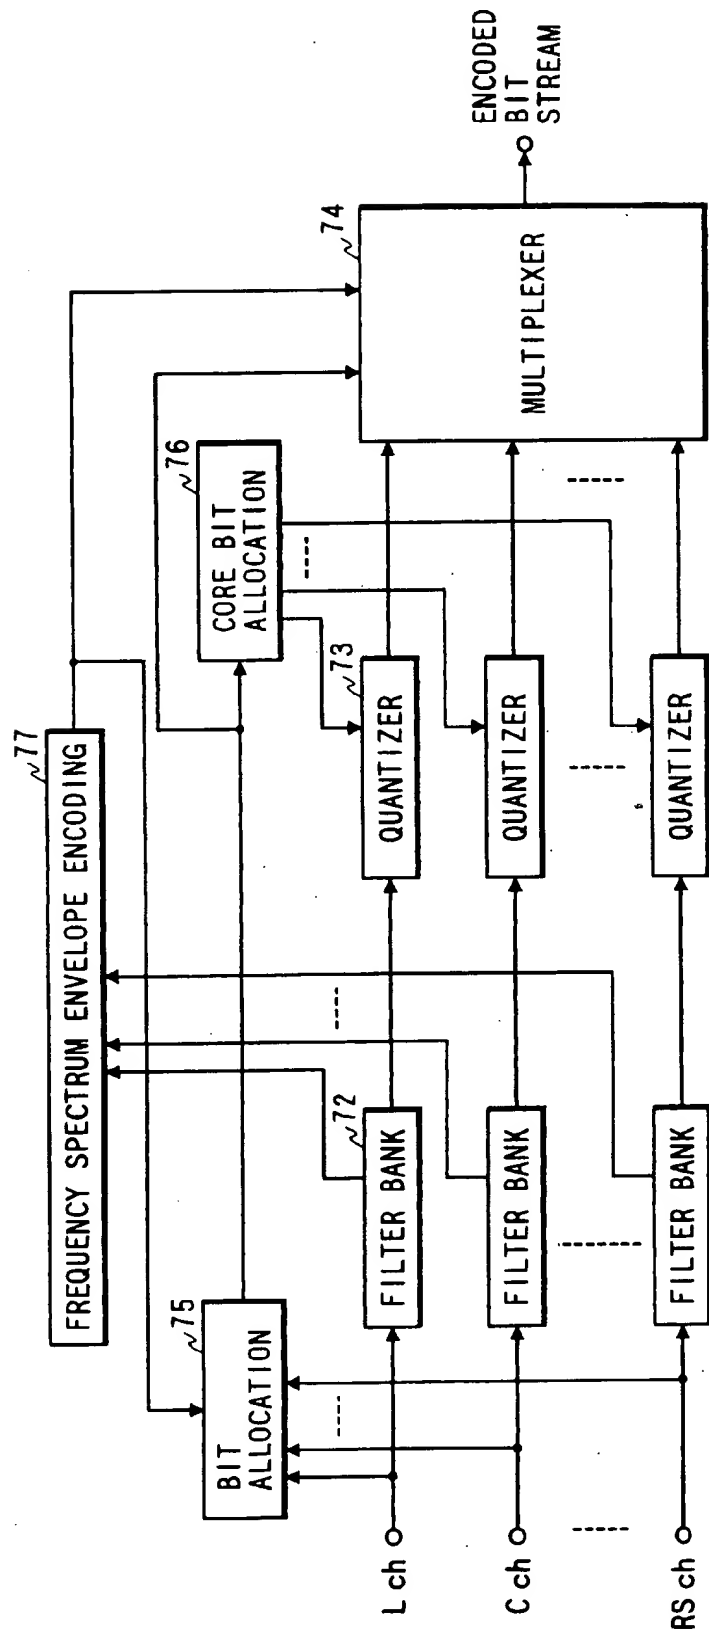 77
FREQUENCY SPECTRUM ENVELOPE ENCODING
75
BIT
ALLOCATION
76
CORE BIT
ALLOCATION
74
MULTIPLEXER
ENCODED
BIT
STREAM
L ch
72
FILTER BANK
73
QUANTIZER
C ch
FILTER BANK
QUANTIZER
RS ch
FILTER BANK
QUANTIZER